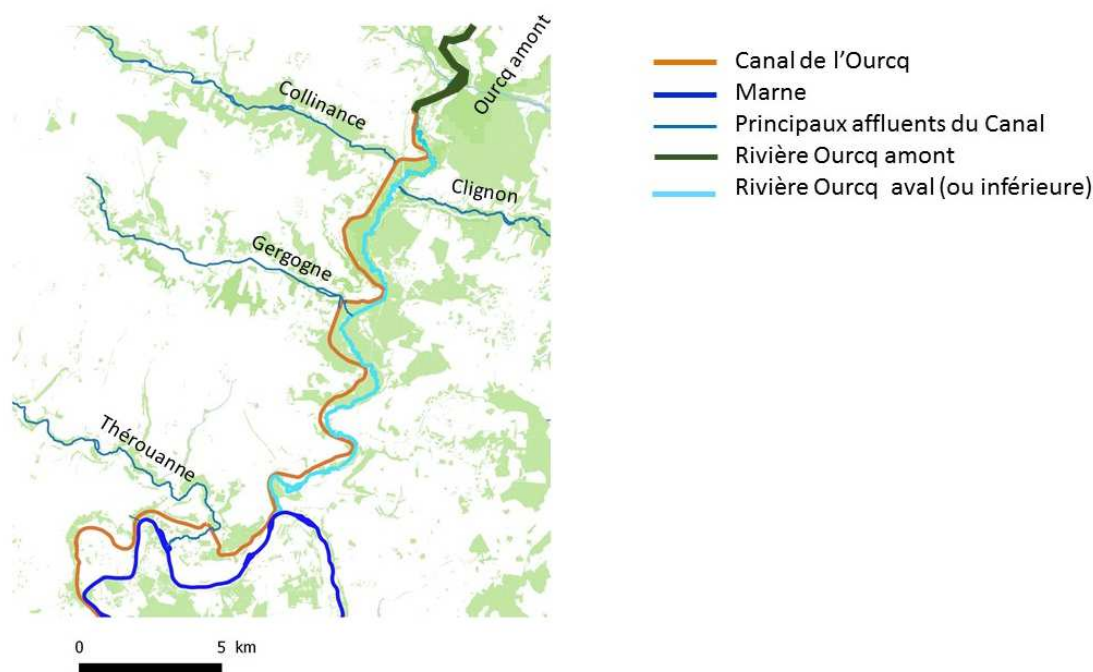 Ourcq amont
Collinance
Clignon
Gergogne
Thérouanne
0 5 km
Canal de l'Ourcq
Marne
Principaux affluents du Canal
Rivière Ourcq amont
Rivière Ourcq aval (ou inférieure)